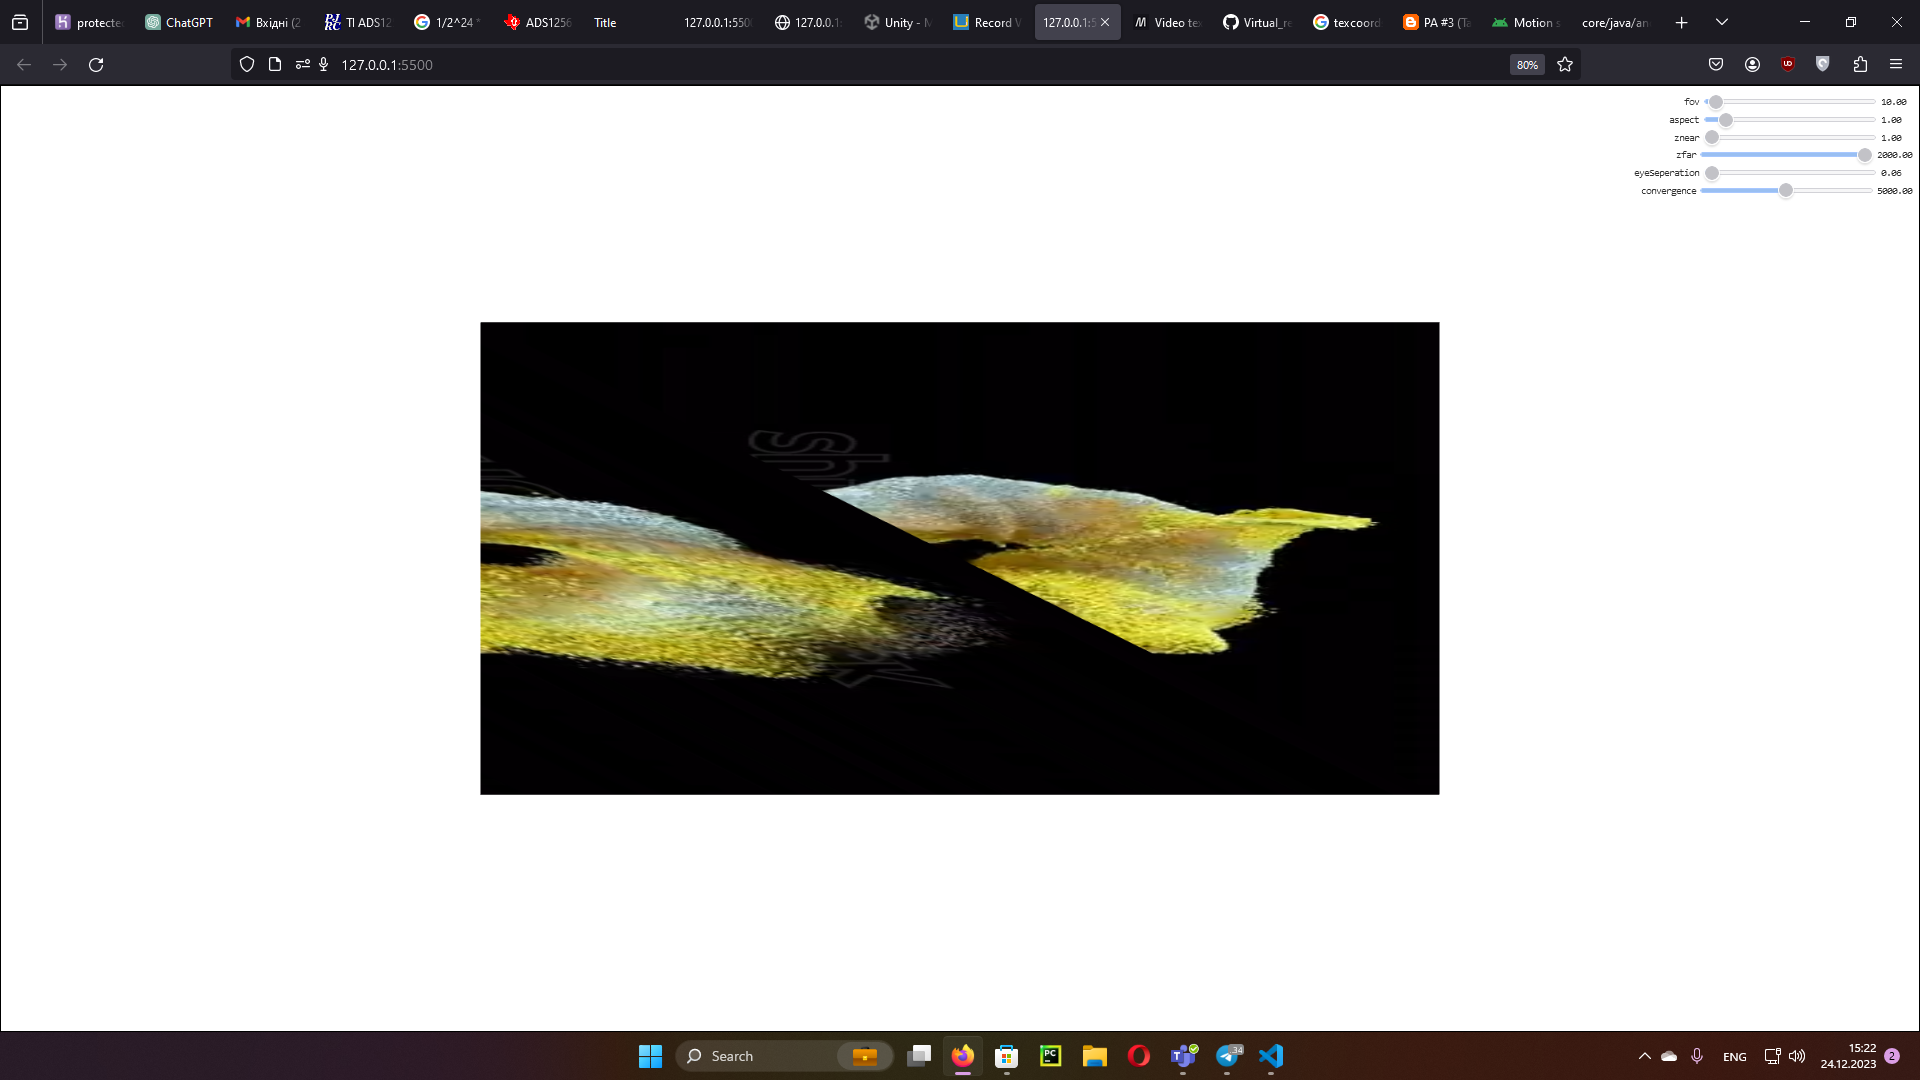 protecte ChatGPT Вхідні (2 TI ADS12 1/2^24 * ADS1256 Title 127.0.0.1:550 127.0.0.1: Unity - M Record V 127.0.0.1:5 Video te Virtual_re texcoord PA #3 (Ta Motion s core/java/an
127.0.0.1:5500 80%
fov 10.00
aspect 1.00
znear 1.00
zfar 2000.00
eyeSeperation 0.06
convergence 5000.00
Search
34
ENG
15:22
24.12.2023
2